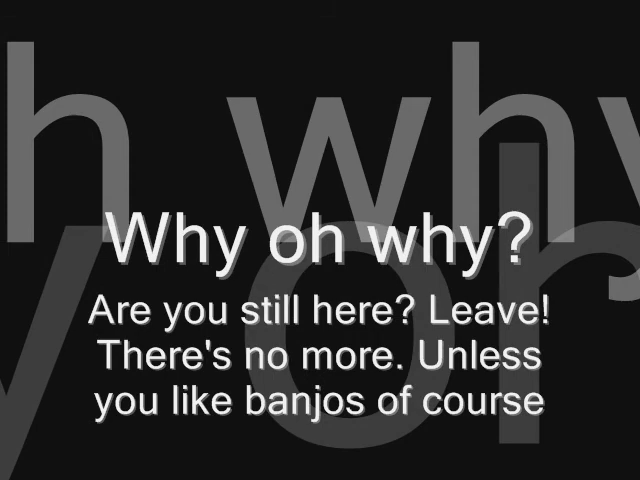 Why oh why?
Are you still here? Leave!
There's no more. Unless
you like banjos of course